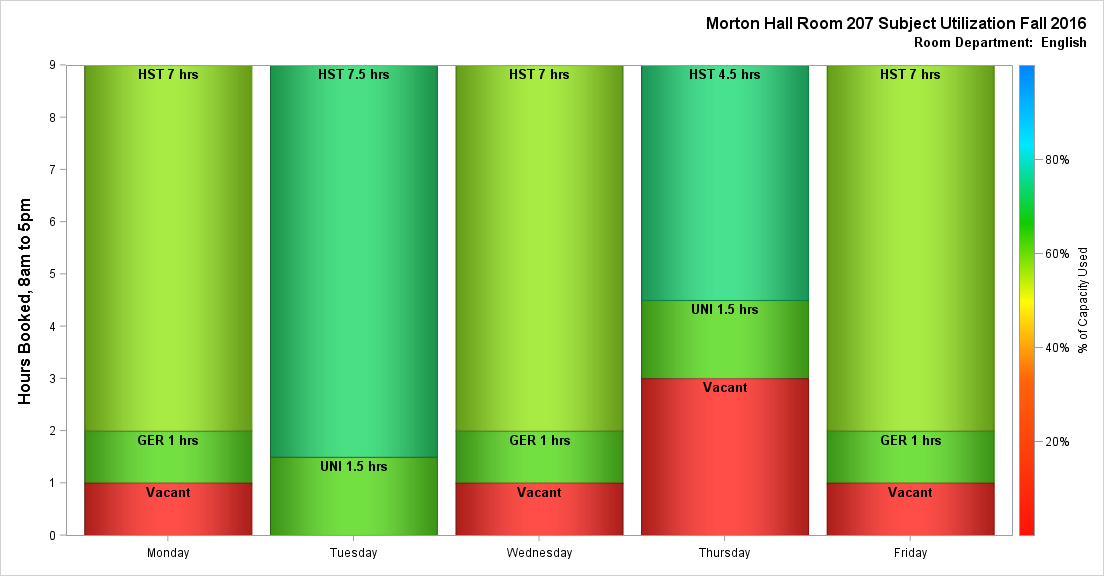 Morton Hall Room 207 Subject Utilization Fall 2016
Room Department:  English
Hours Booked, 8am to 5pm
9
8
7
6
5
4
3
2
1
0
HST 7 hrs
GER 1 hrs
Vacant
HST 7.5 hrs
UNI 1.5 hrs
HST 7 hrs
GER 1 hrs
Vacant
HST 4.5 hrs
UNI 1.5 hrs
Vacant
HST 7 hrs
GER 1 hrs
Vacant
Monday
Tuesday
Wednesday
Thursday
Friday
80%
60%
40%
20%
% of Capacity Used